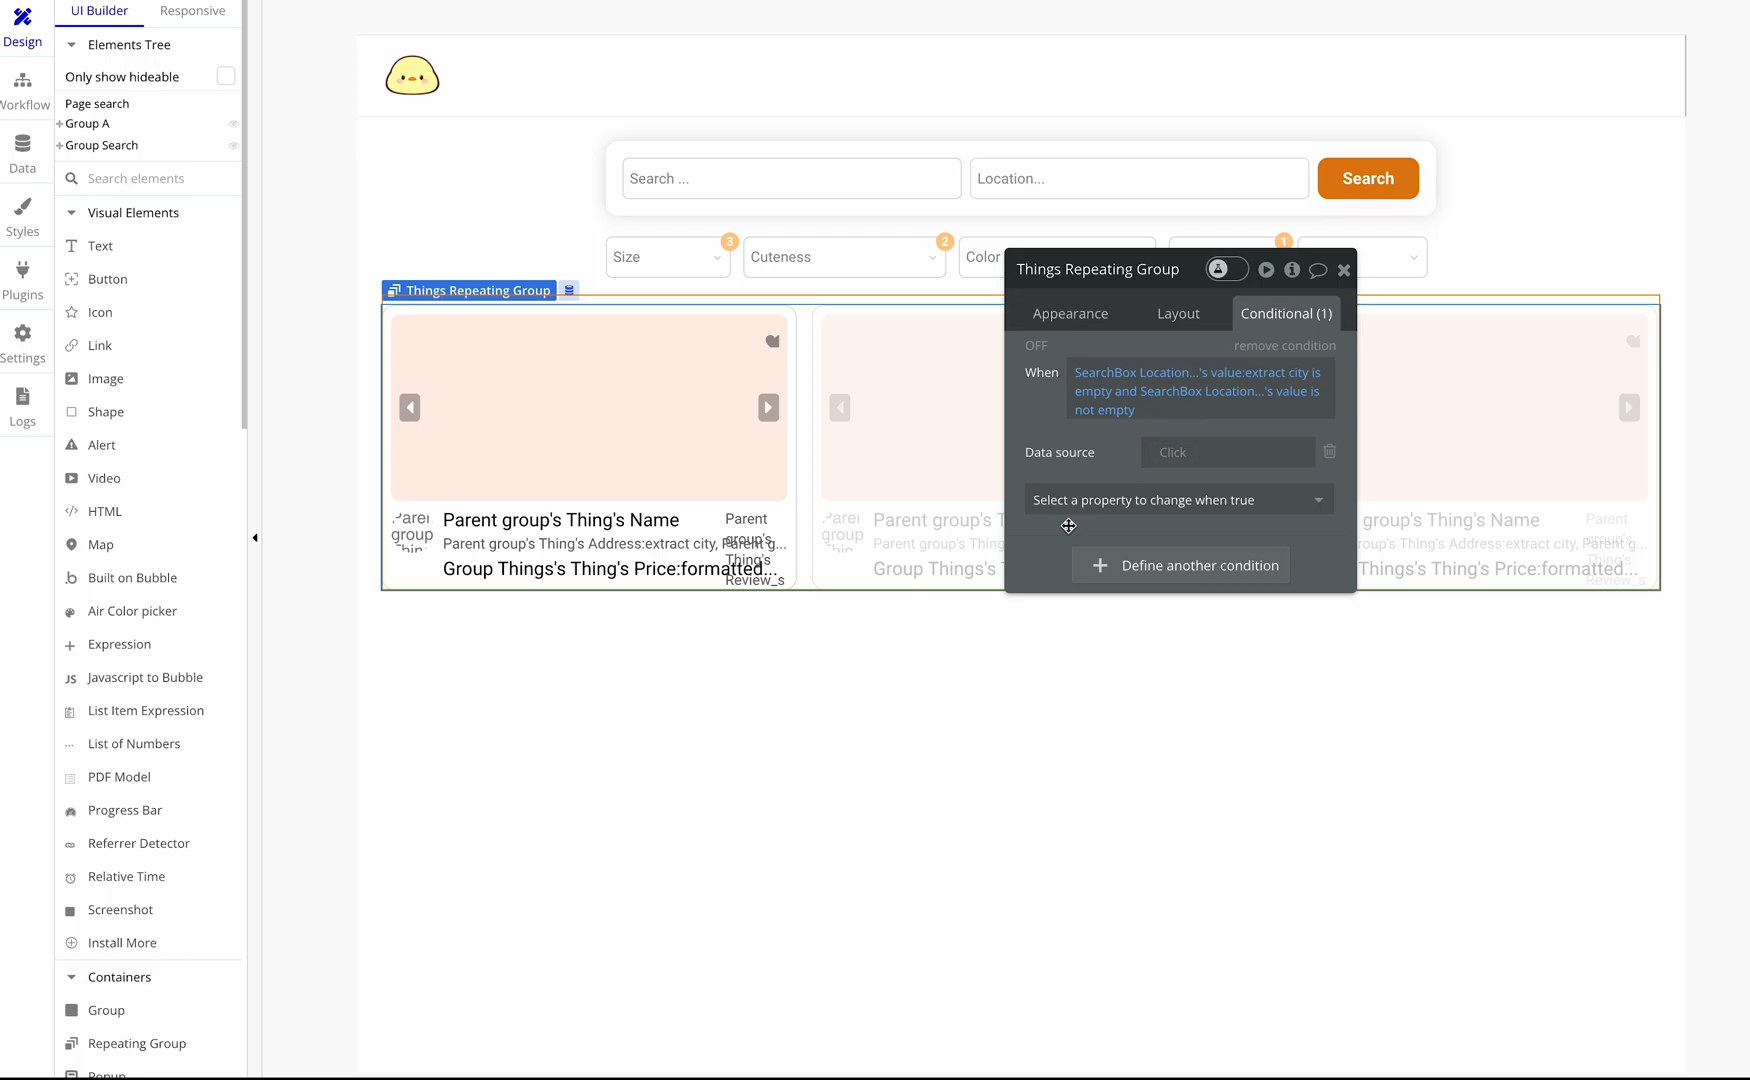 UI Builder
Responsive
Design
Workflow
Data
Styles
Plugins
Settings
Logs
Elements Tree
Only show hideable
Page search
Group A
Group Search
Search elements
Visual Elements
Text
Button
Icon
Link
Image
Shape
Alert
Video
</> HTML
Map
Built on Bubble
Air Color picker
Expression
JS Javascript to Bubble
List Item Expression
List of Numbers
PDF Model
Progress Bar
Referrer Detector
Relative Time
Screenshot
Install More
Containers
Group
Repeating Group
Popup
Search ...
Location...
Search
Size
3
Cuteness
2
Color
1
Things Repeating Group
Parent group's Thing's Name
Parent group's Thing's Address:extract city, Parent g...
Group Things's Thing's Price:formatted...
Parent
group's
Thing's
Review_s
Parent group's T
Parent group's Thing's Addres
Group Things's T
group's Thing's Name
roup's Thing's Address:extract city, Parent g...
Things's Thing's Price:formatted...
Parent
group's
Thing's
Review_s
Things Repeating Group
Appearance
Layout
Conditional (1)
OFF
remove condition
When
SearchBox Location...'s value:extract city is
empty and SearchBox Location...'s value is
not empty
Data source
Click
Select a property to change when true
Define another condition